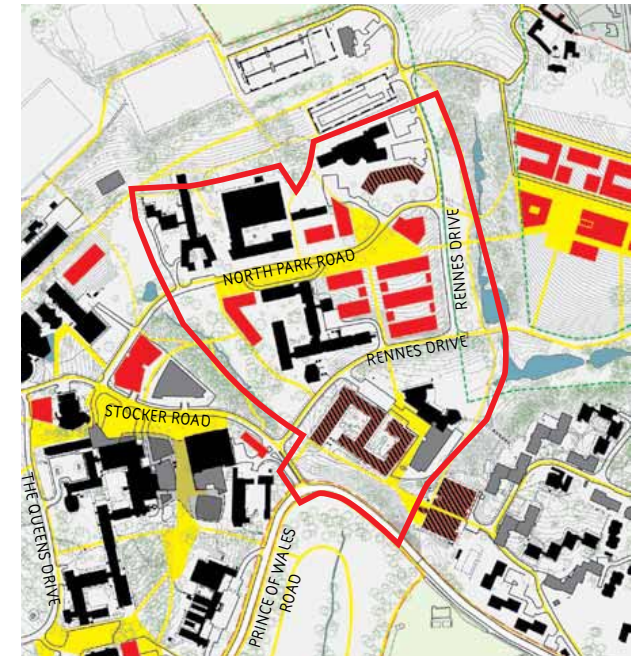 NORTH PARK ROAD
RENNES DRIVE
RENNES DRIVE
STOCKER ROAD
THE QUEENS DRIVE
PRINCE OF WALES
ROAD